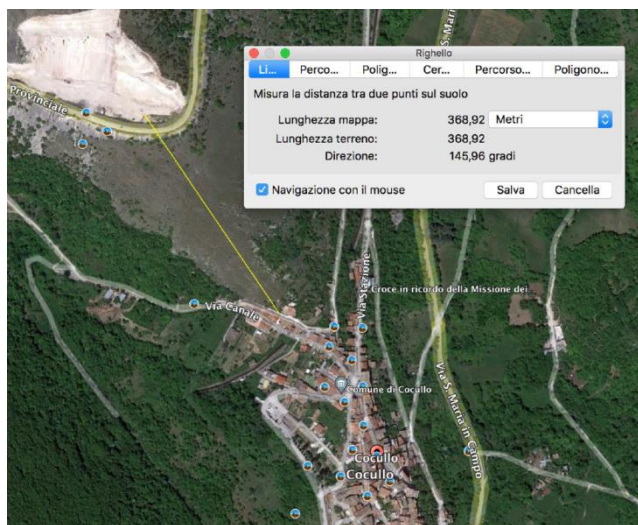 Righello
Li...
Perco...
Polig...
Cer...
Percorso...
Poligono...
Misura la distanza tra due punti sul suolo
Lunghezza mappa: 368,92 Metri
Lunghezza terreno: 368,92
Direzione: 145,96 gradi
Navigazione con il mouse
Salva
Cancella
Via S. Mari
Provinciale
Via Stazione
Croce in ricordo della Missione dei
Via Canale
Comune di Cocullo
Via S. Maria in Campo
Cocullo
Cocullo